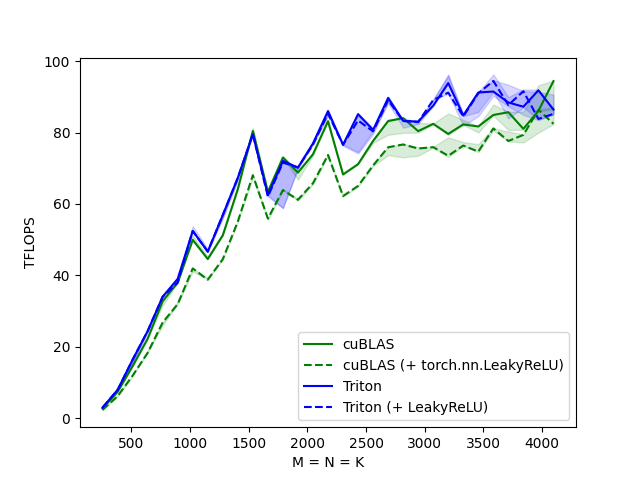 100
80
60
40
20
0
TFLOPS
cuBLAS
cuBLAS (+ torch.nn.LeakyReLU)
Triton
Triton (+ LeakyReLU)
500 1000 1500 2000 2500 3000 3500 4000
M = N = K